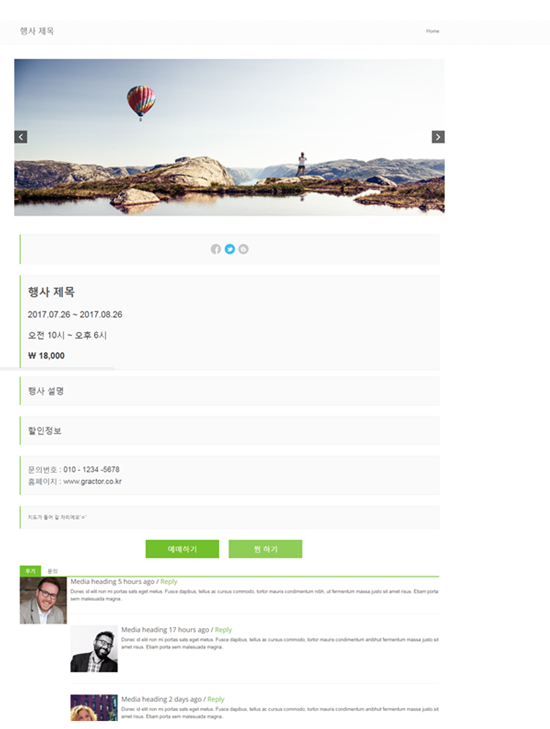 행사 제목
Home
행사 제목
2017.07.26 ~ 2017.08.26
오전 10시 ~ 오후 6시
₩ 18,000
행사 설명
할인정보
문의번호 : 010 - 1234 -5678
홈페이지 : www.gractor.co.kr
지도가 들어 갈 자리에요
예매하기
찜 하기
후기 문의
Media heading 5 hours ago / Reply
Donec id elit non mi portas sats eget metus. Fusce dapibus, tellus ac cursus commodo, tortor mauris condimentum nibh, ut fermentum massa justo sit amet risus. Etiam porta
sem malesuada magna..
Media heading 17 hours ago / Reply
Donec id elit non mi portas sats eget metus. Fusce dapibus, tellus ac cursus commodo, tortor mauris condimentum anibhut fermentum massa justo sit
amet risus. Etiam porta sem malesuada magna..
Media heading 2 days ago / Reply
Donec id elit non mi portas sats eget metus. Fusce dapibus, tellus ac cursus commodo, tortor mauris condimentum anibhut fermentum massa justo sit
amet risus. Etiam porta sem malesuada magna..